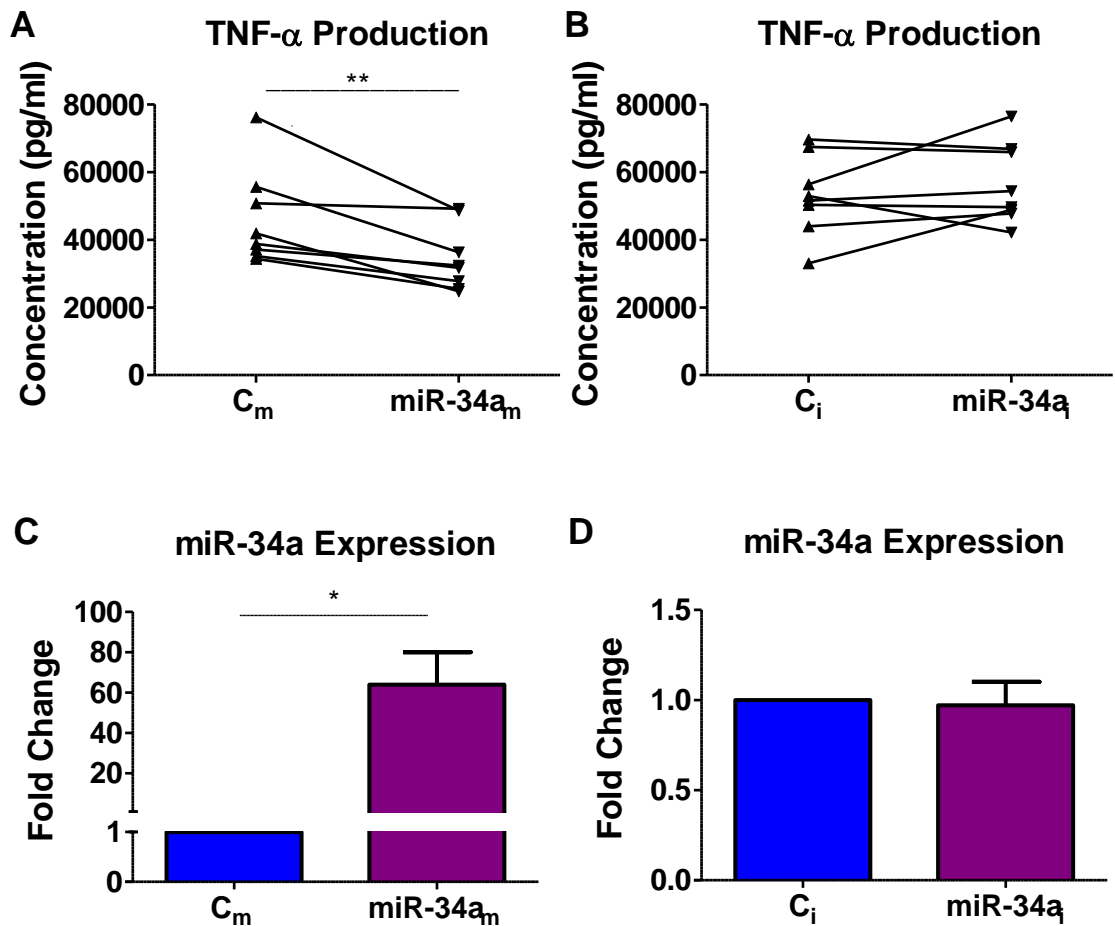 A
TNF-α Production
**
Concentration (pg/ml)
80000
60000
40000
20000
0
Cm
miR-34am
B
TNF-α Production
Concentration (pg/ml)
80000
60000
40000
20000
0
Ci
miR-34ai
C
miR-34a Expression
*
Fold Change
100
80
60
40
20
1
0
Cm
miR-34am
D
miR-34a Expression
Fold Change
1.5
1.0
0.5
0.0
Ci
miR-34ai